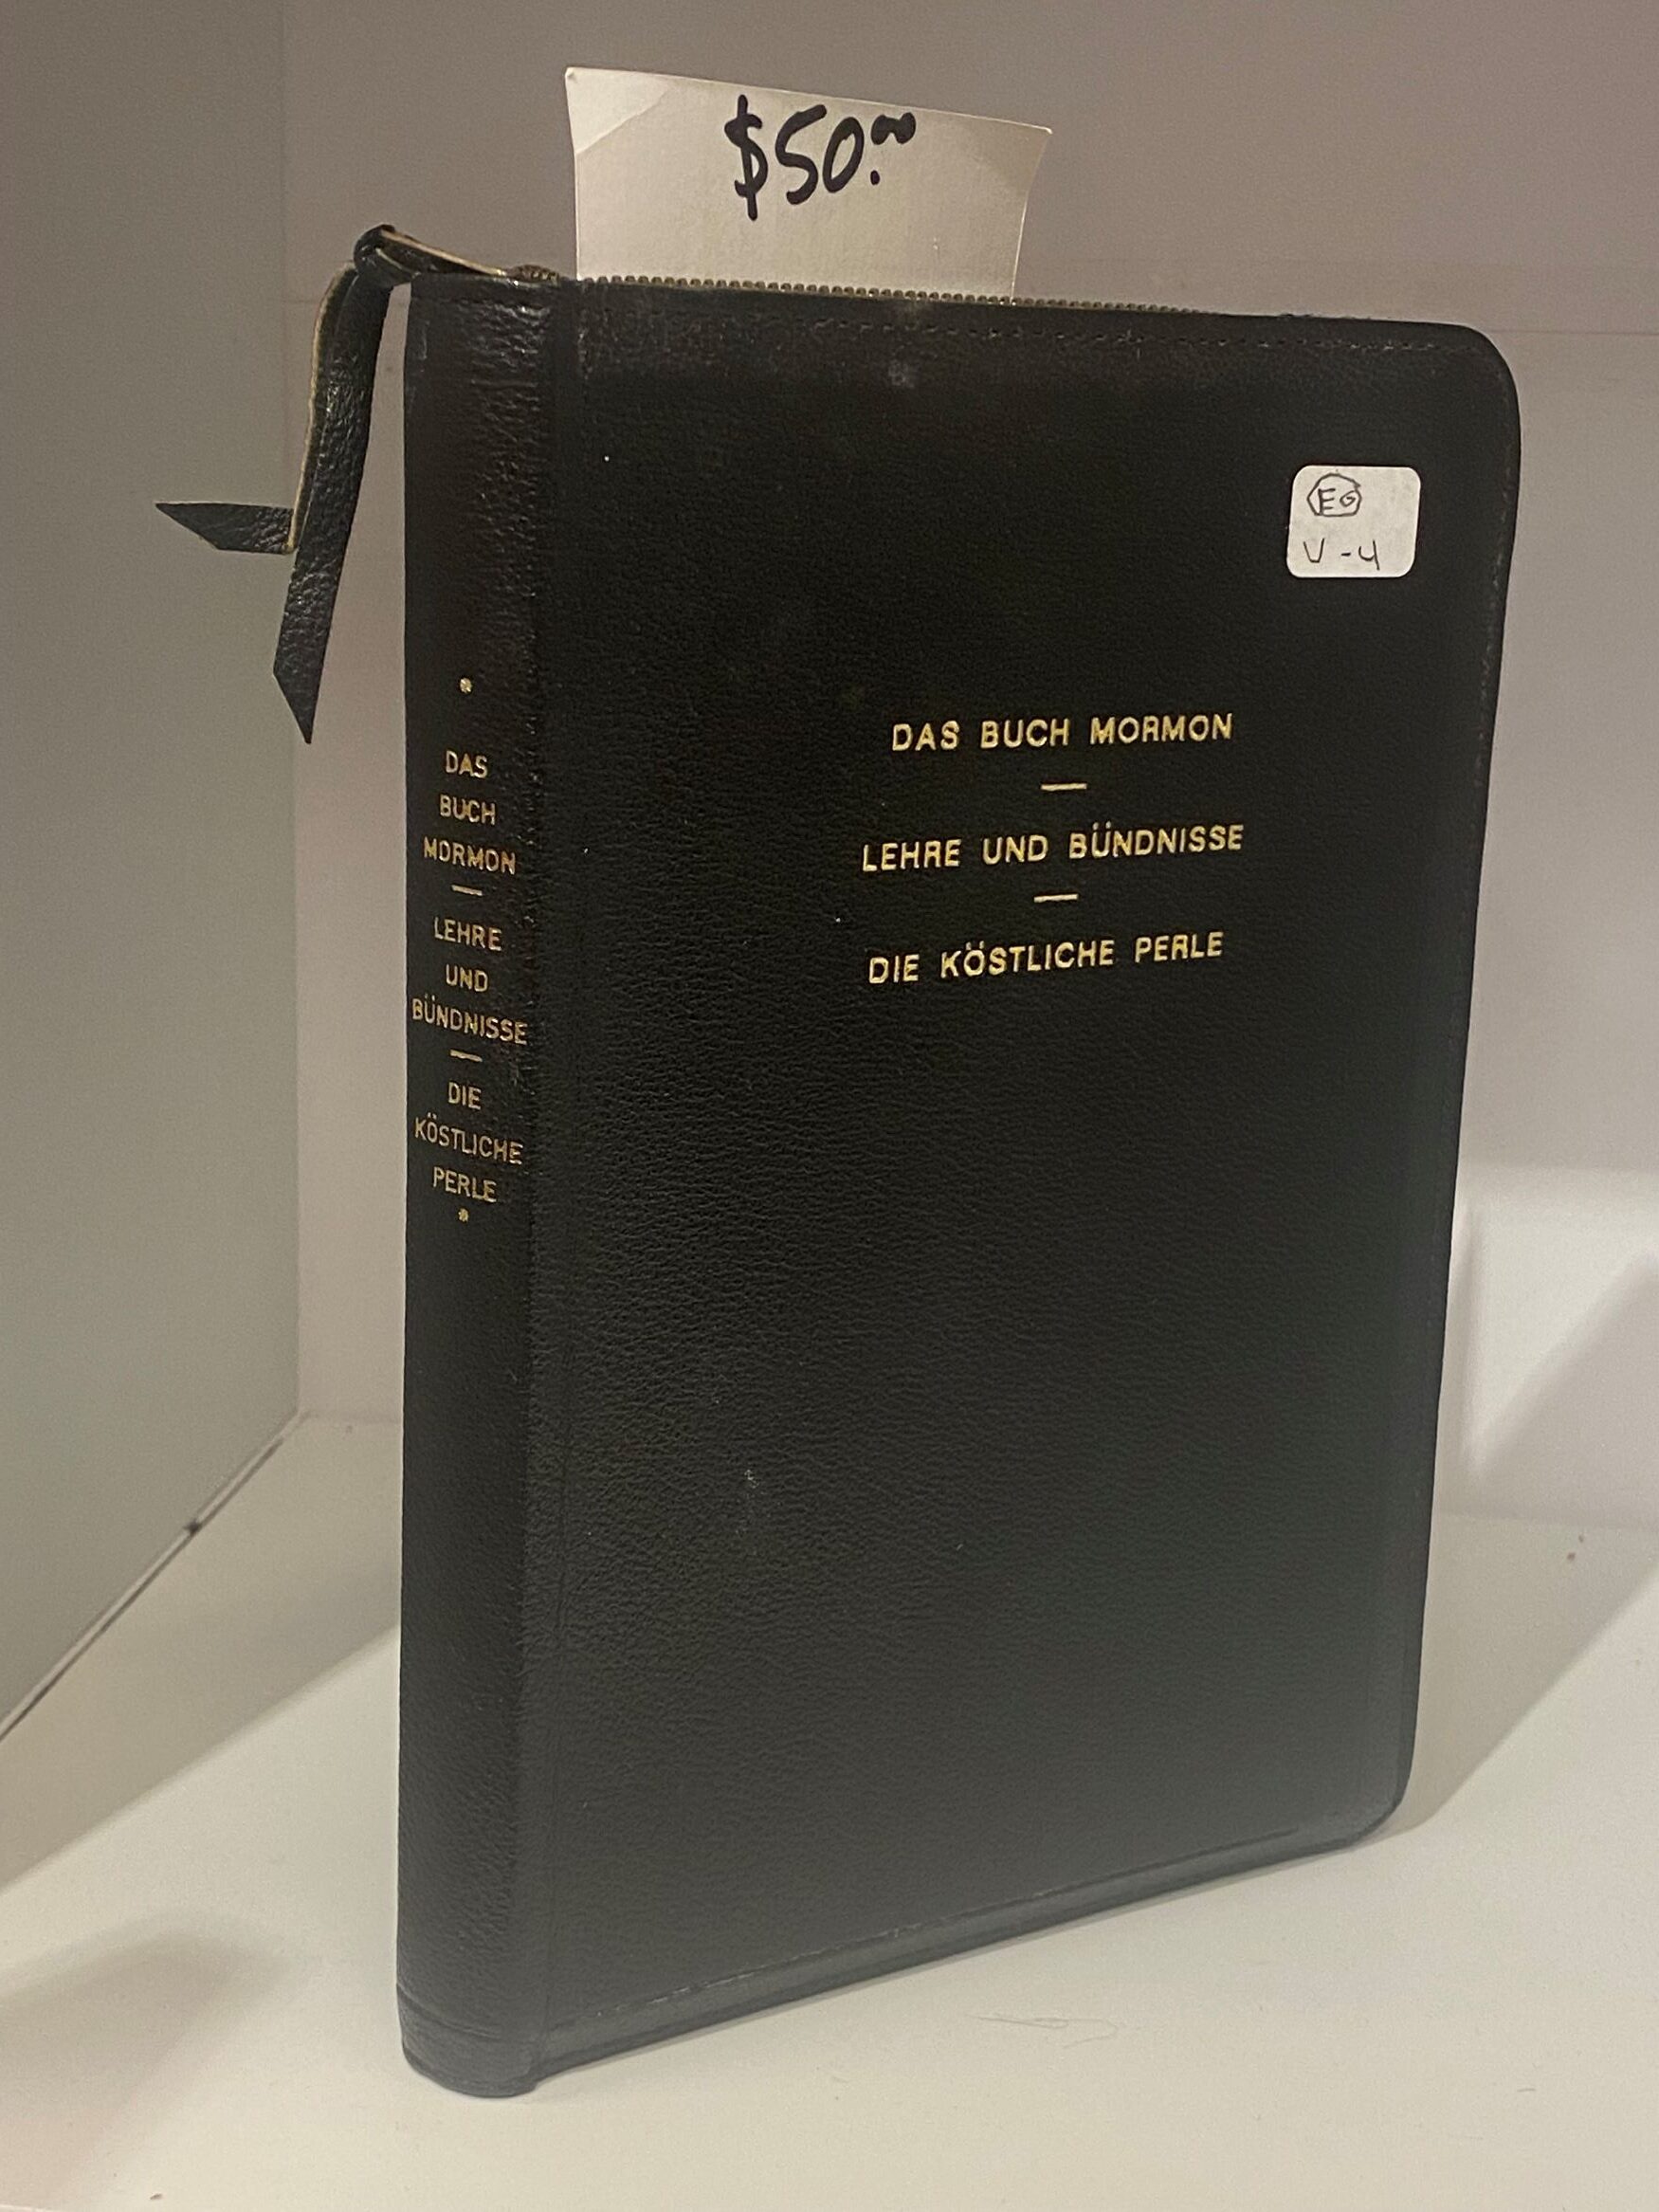 $50.00
EG
V-4
DAS BUCH MORMON
LEHRE UND BÜNDNISSE
DIE KÖSTLICHE PERLE
DAS
BUCH
MORMON
LEHRE
UND
BÜNDNISSE
DIE
KÖSTLICHE
PERLE